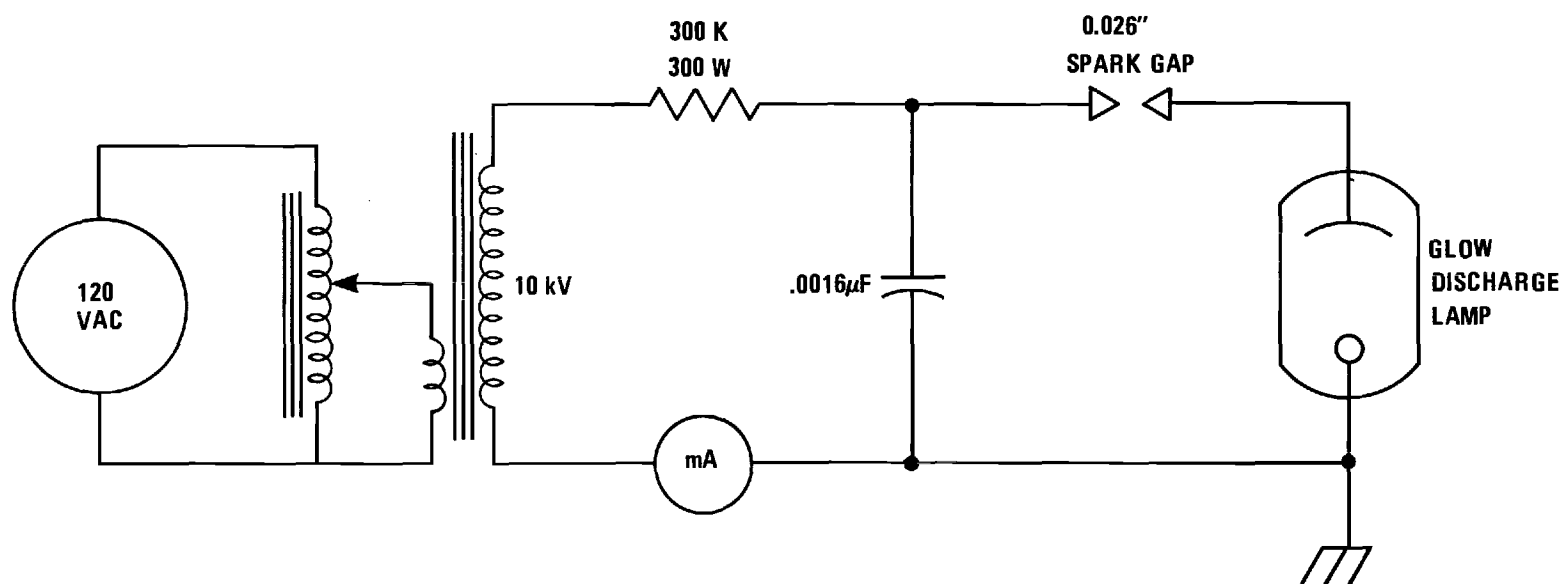 300 K
300 W
0.026"
SPARK GAP
120
VAC
10 kV
.0016μF
GLOW
DISCHARGE
LAMP
mA